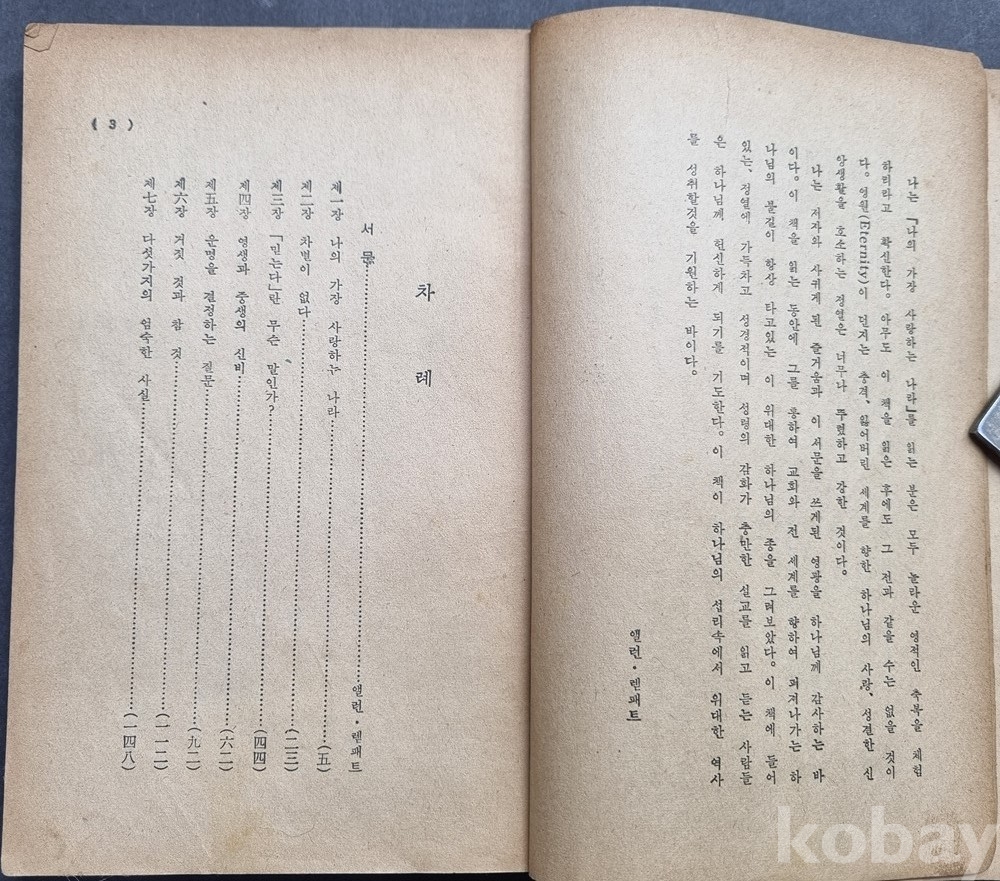 나는 『나의 가장 사랑하는 나라』를 읽는 분은 모두 놀라운 영적인 축복을 체험
하리라고 확신한다. 아무도 이 책을 읽은 후에도 그 전과 같을 수는 없을 것이
다. 영원(Eternity)이 던지는 충격, 잃어버린 세계를 향한 하나님의 사랑, 성결한 신
앙생활을 호소하는 정열은 너무나 뚜렸하고 강한 것이다.
나는 저자와 사귀게 된 즐거움과 이 서문을 쓰게된 영광을 하나님께 감사하는 바
이다. 이 책을 읽는 동안에 그를 통하여 교회와 전 세계를 향하여 퍼져나가는 하
나님의 불길이 항상 타고있는 이 위대한 하나님의 종을 그려보았다. 이 책에 들어
있는, 정열에 가득차고 성경적이며 성령의 감화가 충만한 설교를 읽고 듣는 사람들
은 하나님께 헌신하게 되기를 기도한다. 이 책이 하나님의 섭리속에서 위대한 역사
를 성취할것을 기원하는 바이다.
앨런・렏패트
차 례
서 문……앨런・렏패트
제一장 나의 가장 사랑하는 나라……(五)
제二장 차별이 없다……(二三)
제三장 「믿는다」란 무슨 말인가?……(四四)
제四장 영생과 중생의 신비……(六二)
제五장 운명을 결정하는 질문……(九二)
제六장 거짓 것과 참 것……(一一二)
제七장 다섯가지의 엄숙한 사실……(一四八)
( 3 )
kobay